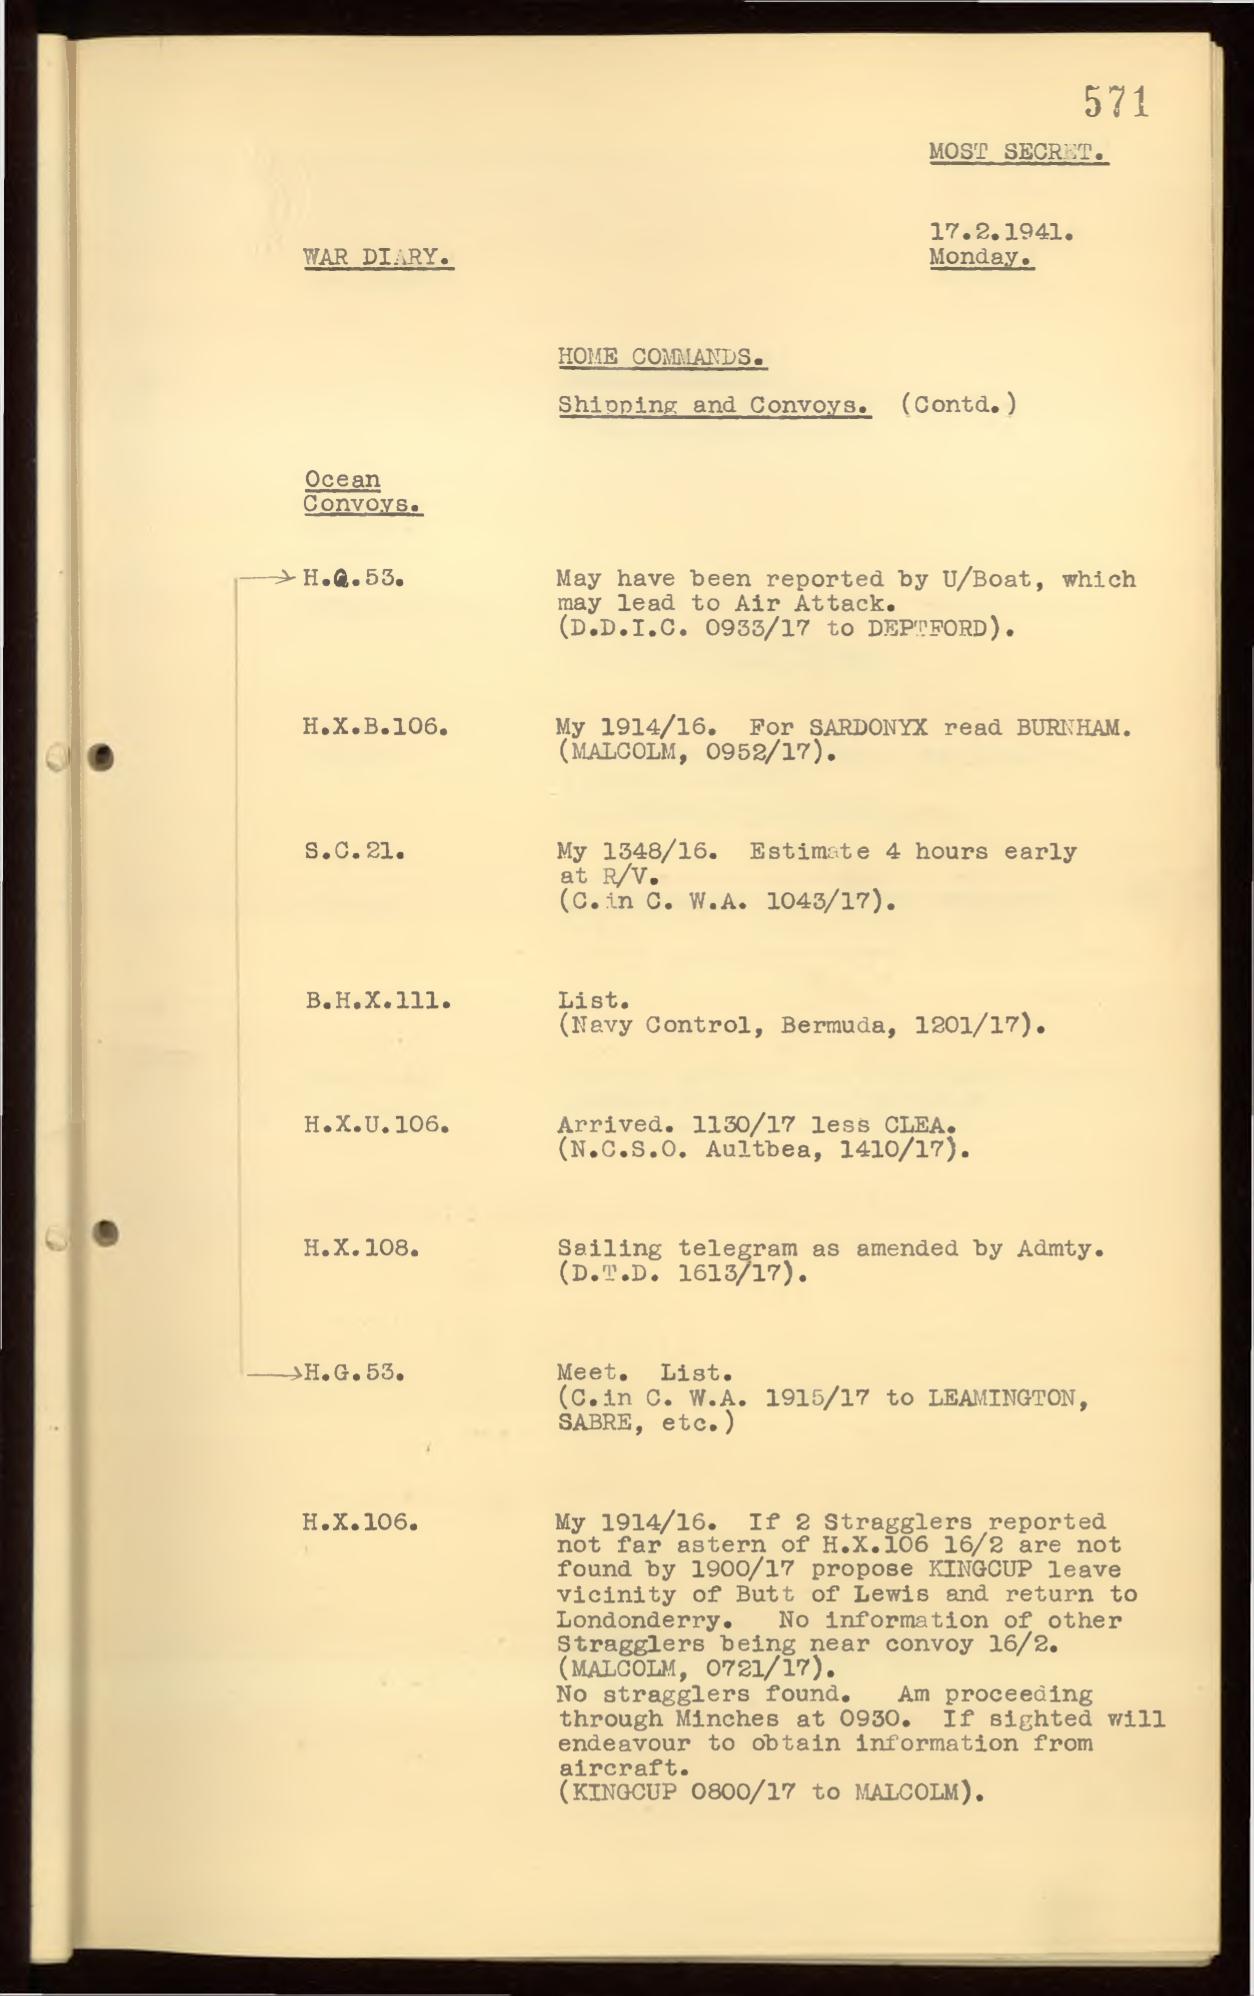 571
MOST SECRET.
17.2.1941.
WAR DIARY. Monday.
HOME COMMANDS.
Shipping and Convoys. (Contd.)
Ocean
Convoys.
H.G.53. May have been reported by U/Boat, which
may lead to Air Attack.
(D.D.I.C. 0933/17 to DEPTFORD).
H.X.B.106. My 1914/16. For SARDONYX read BURNHAM.
(MALCOLM, 0952/17).
S.C.21. My 1348/16. Estimate 4 hours early
at R/V.
(C.in C. W.A. 1043/17).
B.H.X.111. List.
(Navy Control, Bermuda, 1201/17).
H.X.U.106. Arrived. 1130/17 less CLEA.
(N.C.S.O. Aultbea, 1410/17).
H.X.108. Sailing telegram as amended by Admty.
(D.T.D. 1613/17).
H.G.53. Meet. List.
(C.in C. W.A. 1915/17 to LEAMINGTON,
SABRE, etc.)
H.X.106. My 1914/16. If 2 Stragglers reported
not far astern of H.X.106 16/2 are not
found by 1900/17 propose KINGCUP leave
vicinity of Butt of Lewis and return to
Londonderry. No information of other
Stragglers being near convoy 16/2.
(MALCOLM, 0721/17).
No stragglers found. Am proceeding
through Minches at 0930. If sighted will
endeavour to obtain information from
aircraft.
(KINGCUP 0800/17 to MALCOLM).